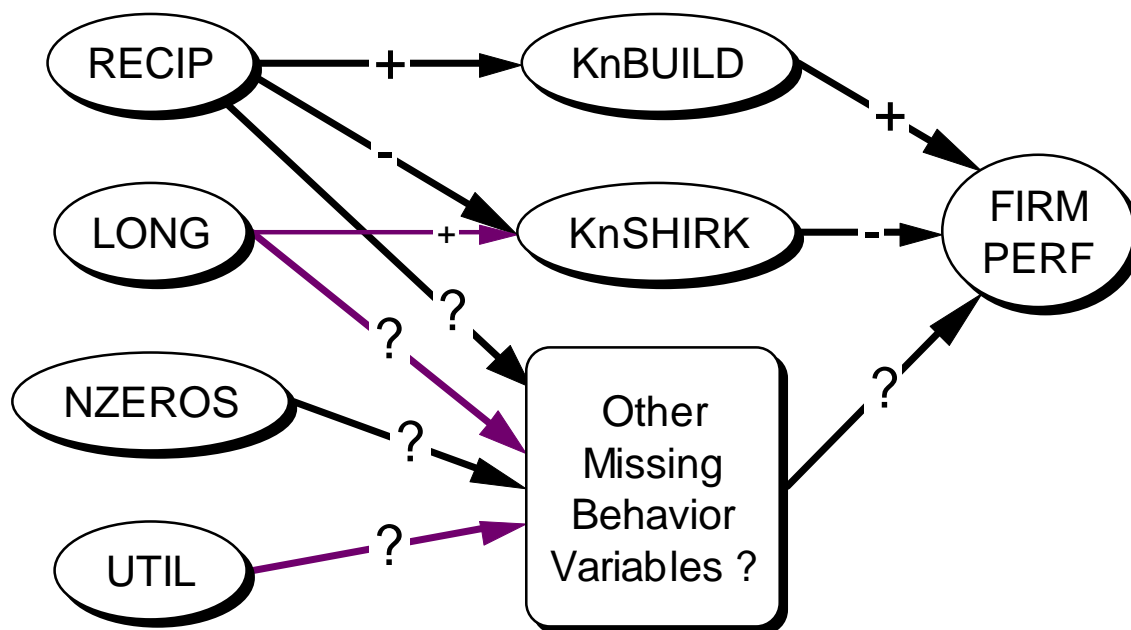 RECIP
+
KnBUILD
+
-
LONG
+
KnSHIRK
-
FIRM
PERF
?
?
NZEROS
?
Other
Missing
Behavior
Variables ?
?
UTIL
?